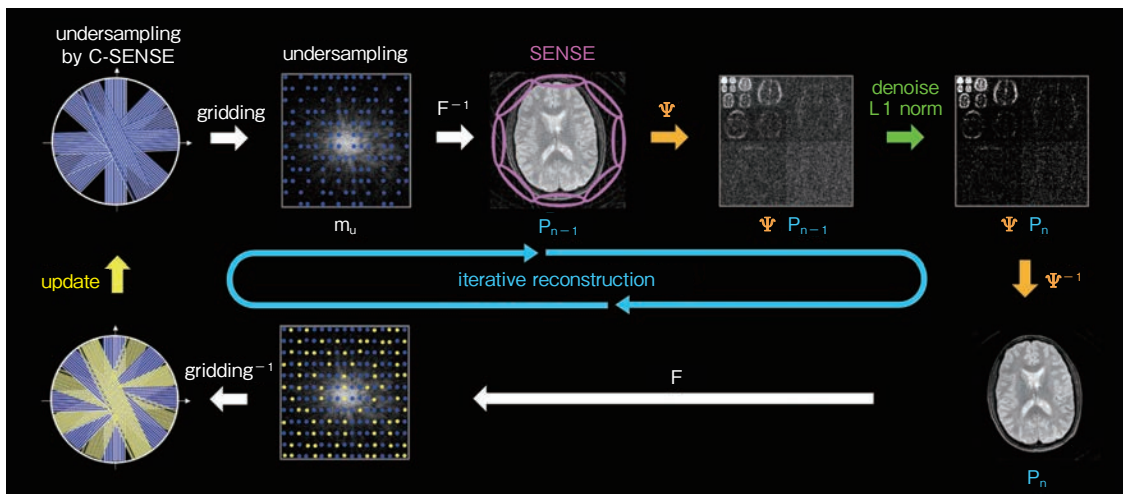 undersampling
by C-SENSE
gridding
undersampling
F⁻¹
SENSE
Ψ
denoise
L1 norm
mᵤ
Pₙ₋₁
Ψ Pₙ₋₁
Ψ Pₙ
update
iterative reconstruction
Ψ⁻¹
gridding⁻¹
F
Pₙ